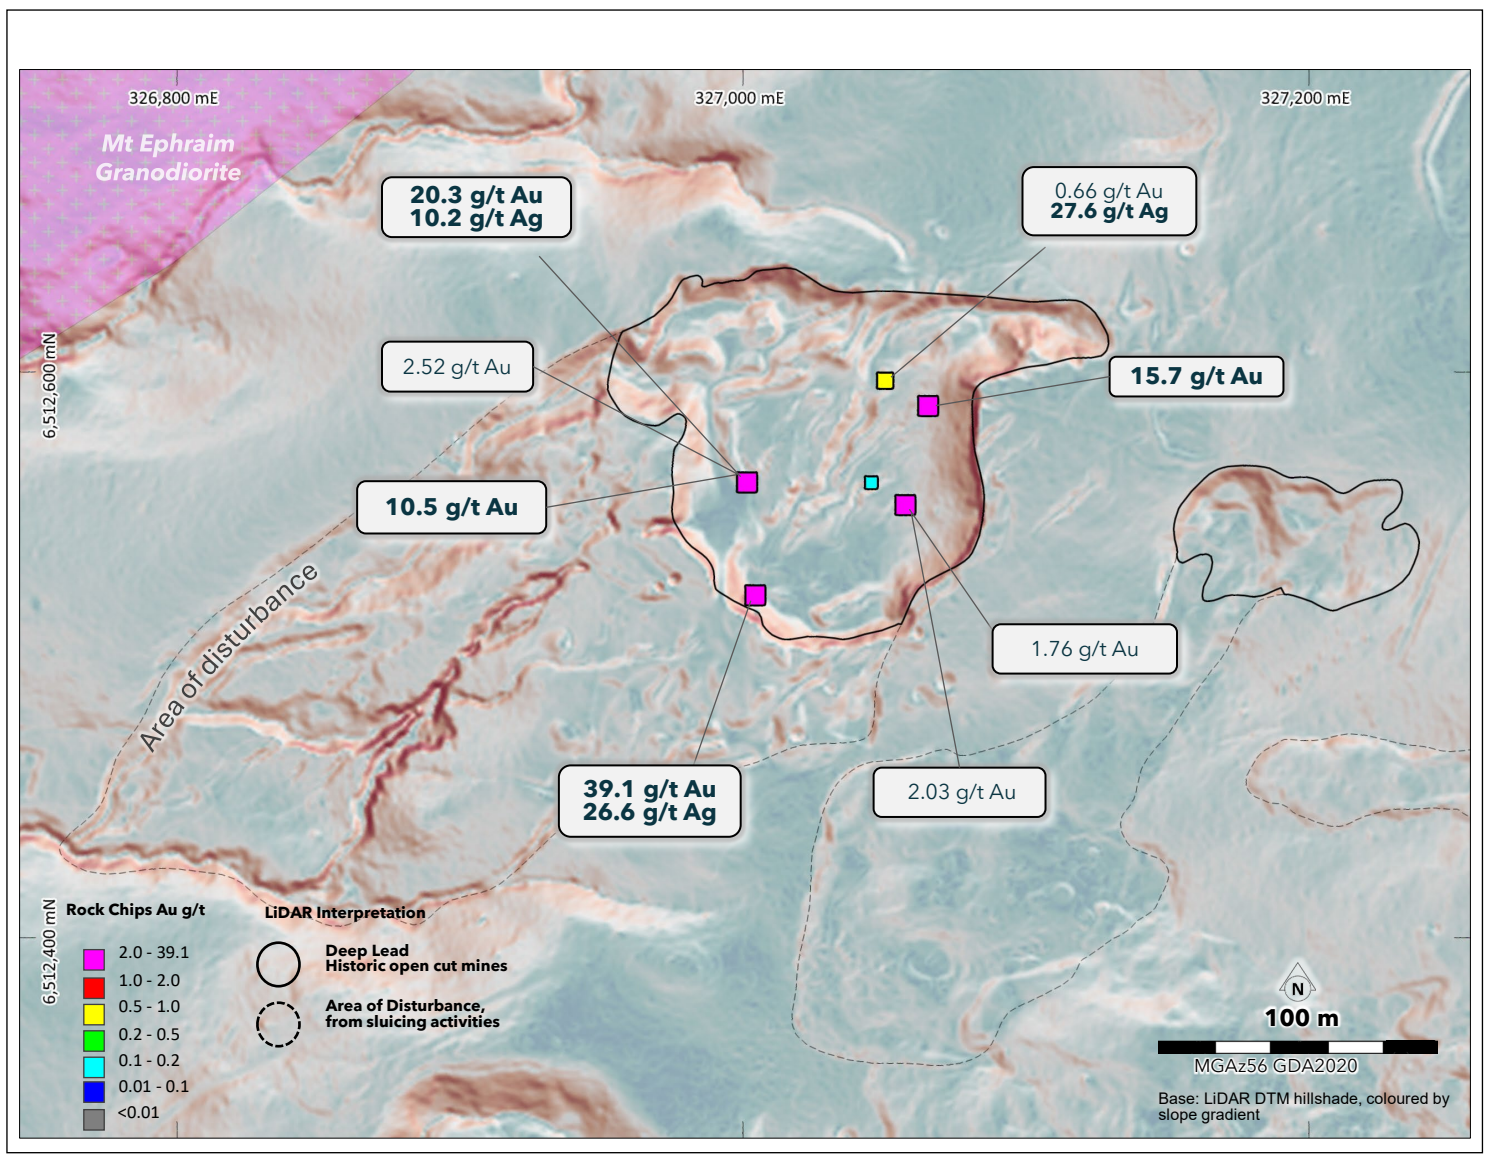 326,800 mE
327,000 mE
327,200 mE
Mt Ephraim
Granodiorite
20.3 g/t Au
10.2 g/t Ag
0.66 g/t Au
27.6 g/t Ag
6,512,600 mN
2.52 g/t Au
15.7 g/t Au
10.5 g/t Au
Area of disturbance
1.76 g/t Au
39.1 g/t Au
26.6 g/t Ag
2.03 g/t Au
6,512,400 mN
Rock Chips Au g/t
2.0 - 39.1
1.0 - 2.0
0.5 - 1.0
0.2 - 0.5
0.1 - 0.2
0.01 - 0.1
<0.01
LiDAR Interpretation
Deep Lead
Historic open cut mines
Area of Disturbance,
from sluicing activities
N
100 m
MGAz56 GDA2020
Base: LiDAR DTM hillshade, coloured by
slope gradient